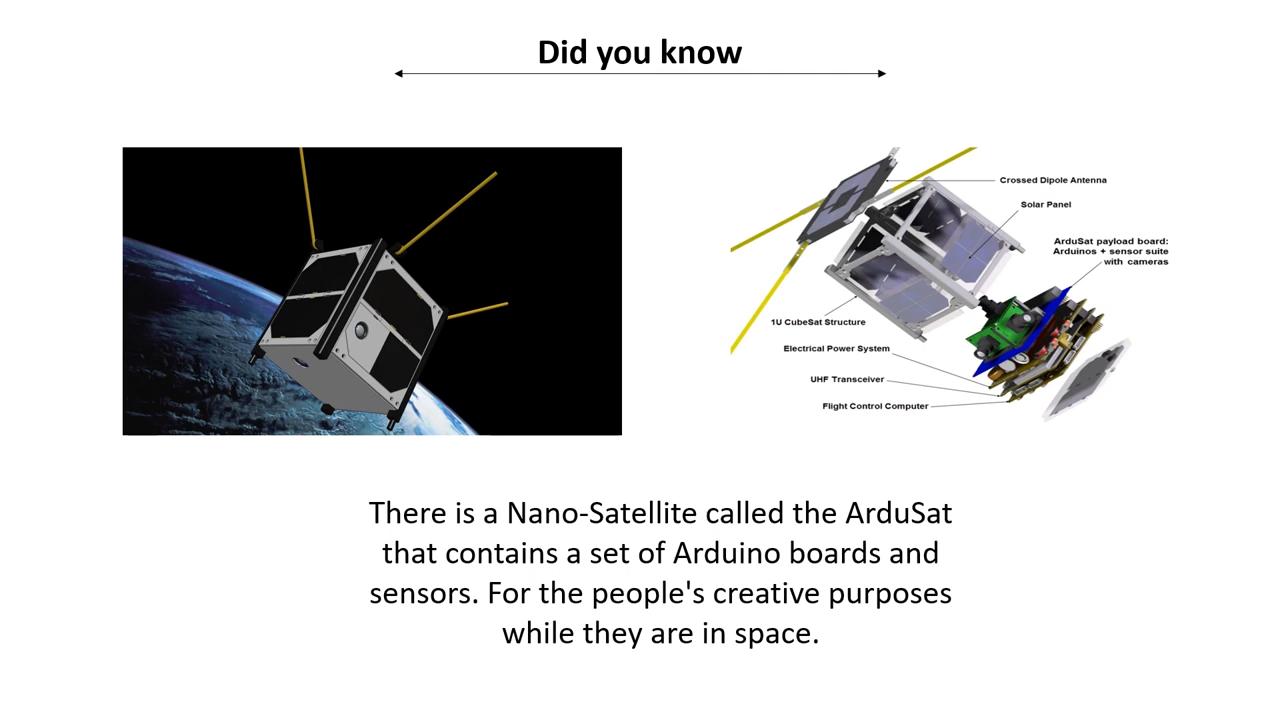 Did you know
Crossed Dipole Antenna
Solar Panel
ArduSat payload board:
Arduinos + sensor suite
with cameras
1U CubeSat Structure
Electrical Power System
UHF Transceiver
Flight Control Computer
There is a Nano-Satellite called the ArduSat
that contains a set of Arduino boards and
sensors. For the people's creative purposes
while they are in space.